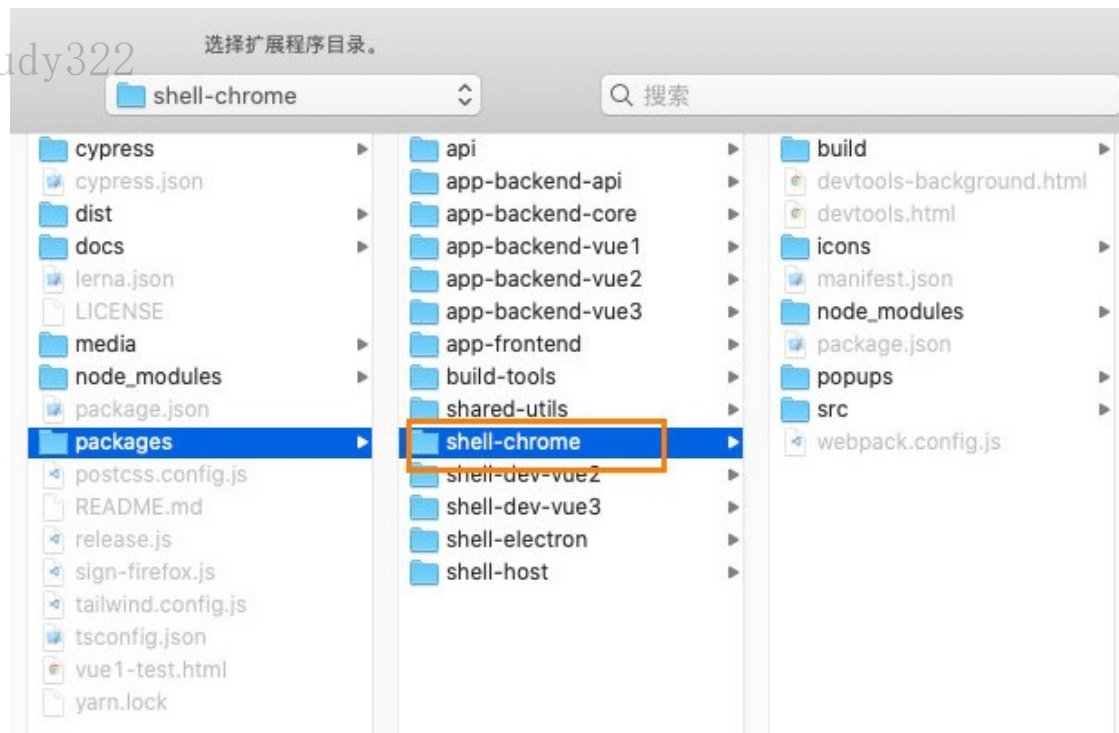 选择扩展程序目录。
udy322
shell-chrome
搜索
cypress
cypress.json
dist
docs
lerna.json
LICENSE
media
node_modules
package.json
packages
postcss.config.js
README.md
release.js
sign-firefox.js
tailwind.config.js
tsconfig.json
vue1-test.html
yarn.lock
api
app-backend-api
app-backend-core
app-backend-vue1
app-backend-vue2
app-backend-vue3
app-frontend
build-tools
shared-utils
shell-chrome
shell-dev-vue2
shell-dev-vue3
shell-electron
shell-host
build
devtools-background.html
devtools.html
icons
manifest.json
node_modules
package.json
popups
src
webpack.config.js